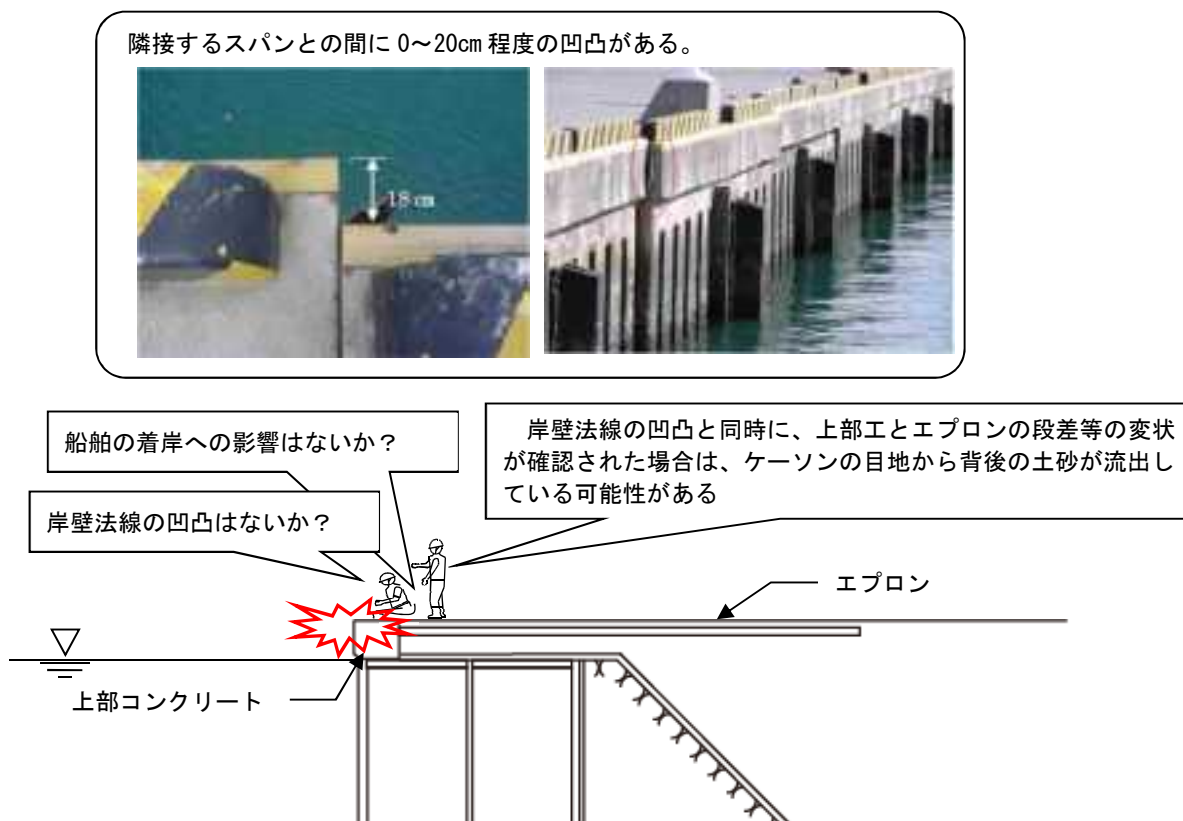 隣接するスパンとの間に 0～20cm 程度の凹凸がある。
18cm
船舶の着岸への影響はないか？
岸壁法線の凹凸はないか？
岸壁法線の凹凸と同時に、上部工とエプロンの段差等の変状
が確認された場合は、ケーソンの目地から背後の土砂が流出し
ている可能性がある
エプロン
上部コンクリート